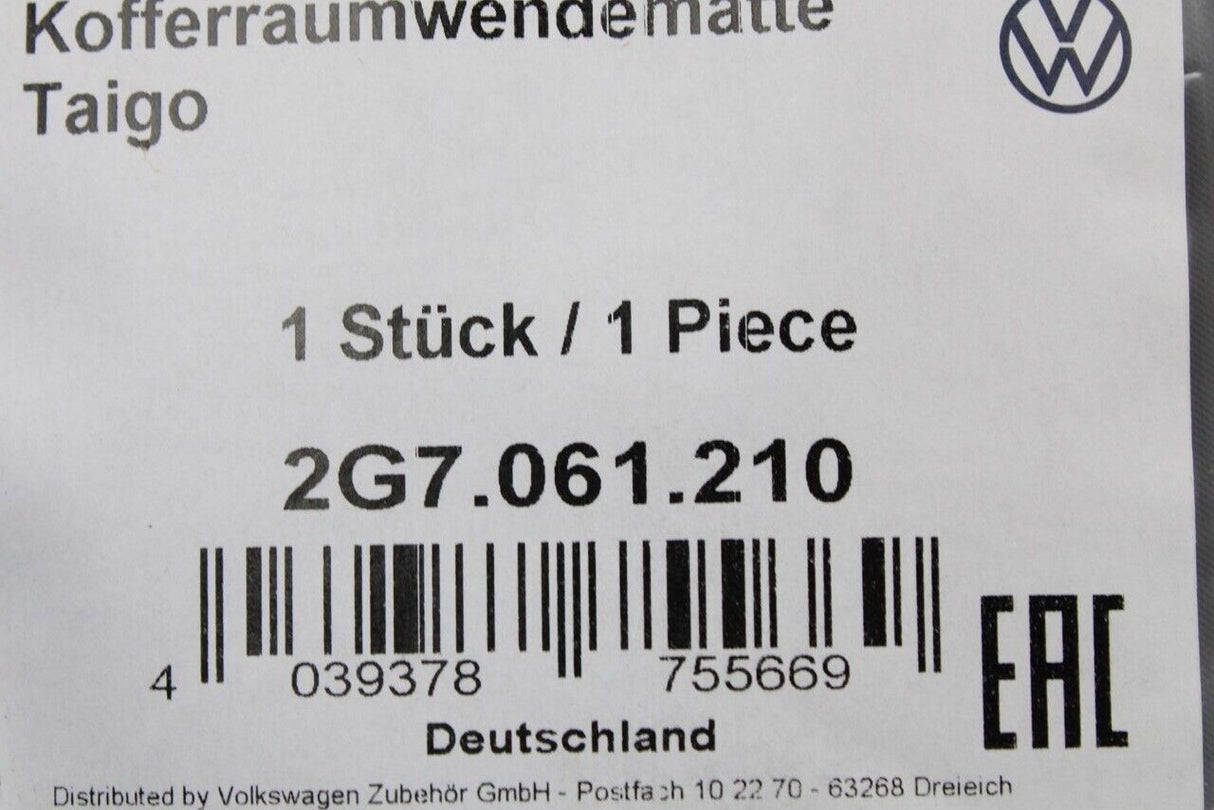 Kofferraumwendematte
Taigo
1 Stück / 1 Piece
2G7.061.210
4 039378 755669
EAC
Deutschland
Distributed by Volkswagen Zubehör GmbH - Postfach 10 22 70 - 63268 Dreieich